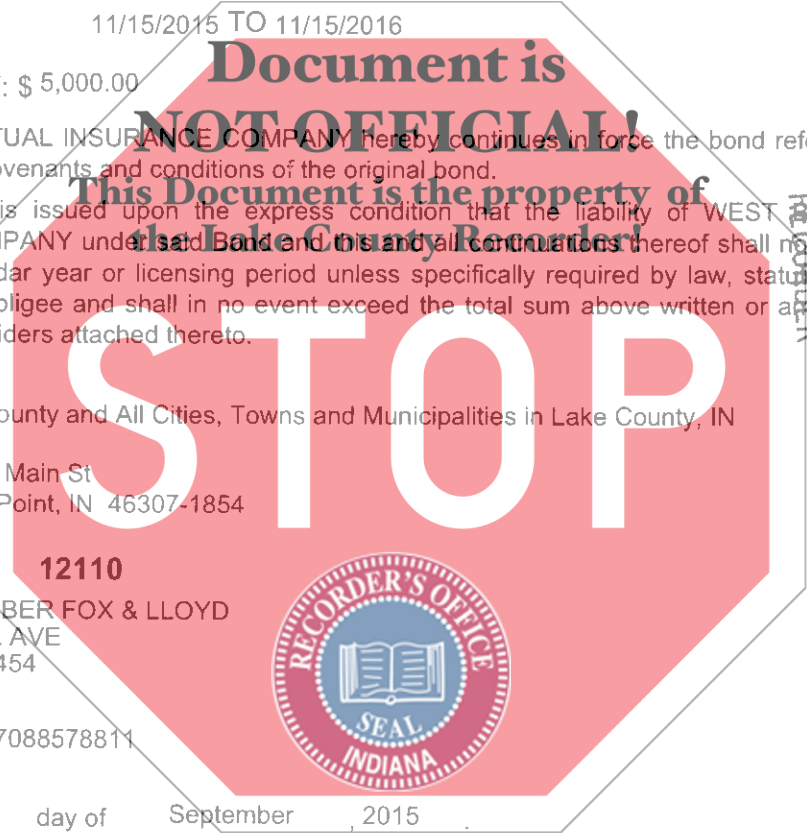 11/15/2015 TO 11/15/2016
Document is
: $ 5,000.00
NOT OFFICIAL!
TUAL INSURANCE COMPANY hereby continues in force the bond refe
ovenants and conditions of the original bond.
This Document is the property of
is issued upon the express condition that the liability of WEST
the Lake County Recorder!
MPANY under said Bond and this and all continuations thereof shall no
dar year or licensing period unless specifically required by law, statu
bligee and shall in no event exceed the total sum above written or an
iders attached thereto.
STOP
ounty and All Cities, Towns and Municipalities in Lake County, IN
Main St
Point, IN 46307-1854
12110
BER FOX & LLOYD
AVE
454
RECORDER'S OFFICE
SEAL
INDIANA
7088578811
day of September , 2015 .